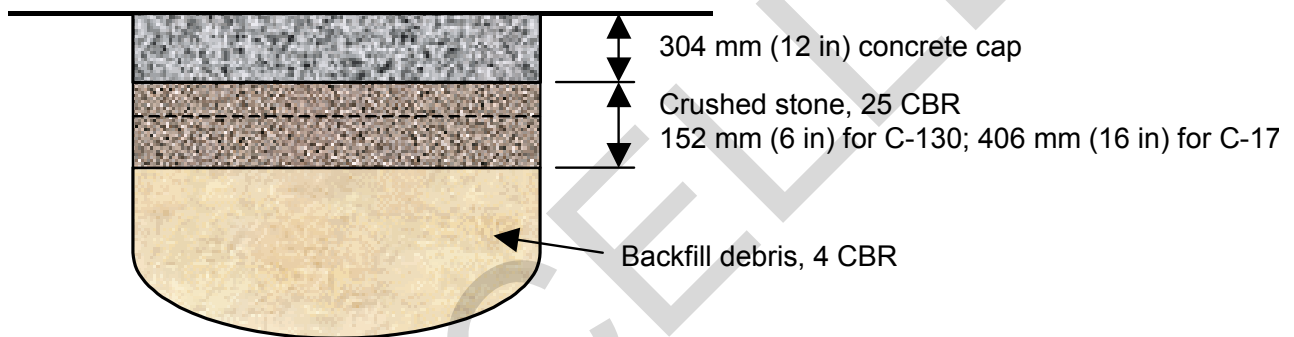 304 mm (12 in) concrete cap
Crushed stone, 25 CBR
152 mm (6 in) for C-130; 406 mm (16 in) for C-17
Backfill debris, 4 CBR